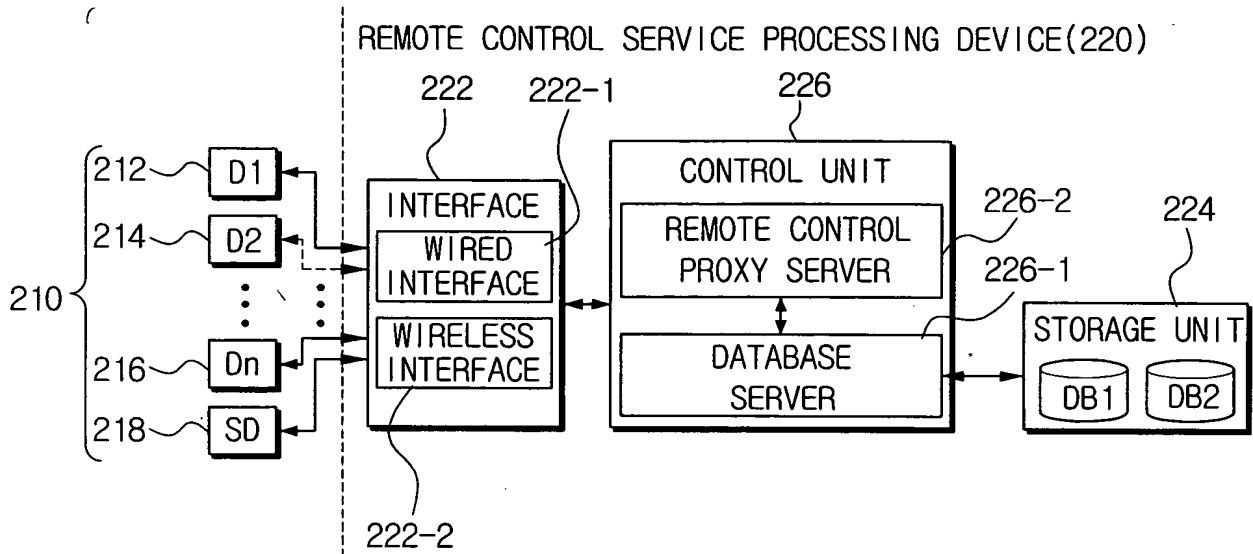 REMOTE CONTROL SERVICE PROCESSING DEVICE(220)
222
222-1
226
212
D1
214
D2
210
216
Dn
218
SD
INTERFACE
WIRED
INTERFACE
WIRELESS
INTERFACE
222-2
CONTROL UNIT
REMOTE CONTROL
PROXY SERVER
DATABASE
SERVER
226-2
226-1
224
STORAGE UNIT
DB1
DB2